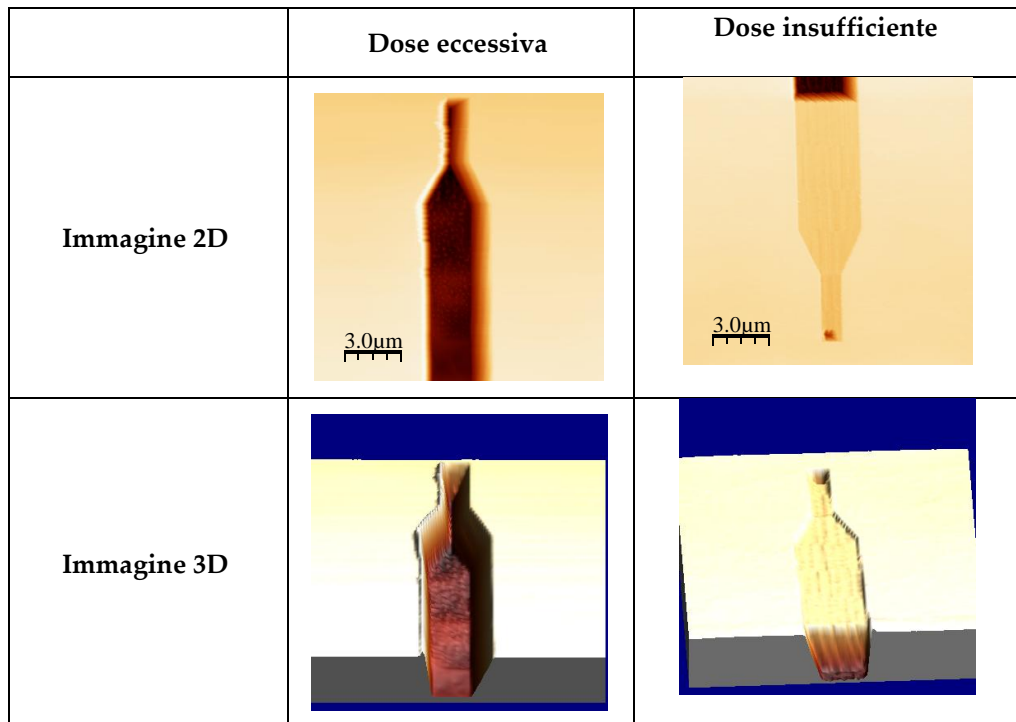 Dose eccessiva
Dose insufficiente
Immagine 2D
3.0µm
3.0µm
Immagine 3D